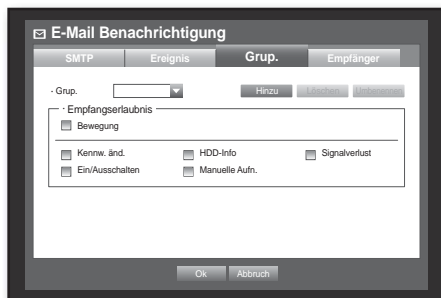 E-Mail Benachrichtigung
SMTP Ereignis Grup. Empfänger
· Grup. Hinzu Löschen Umbenennen
· Empfangserlaubnis
Bewegung
Kennw. änd. HDD-Info Signalverlust
Ein/Ausschalten Manuelle Aufn.
Ok Abbruch